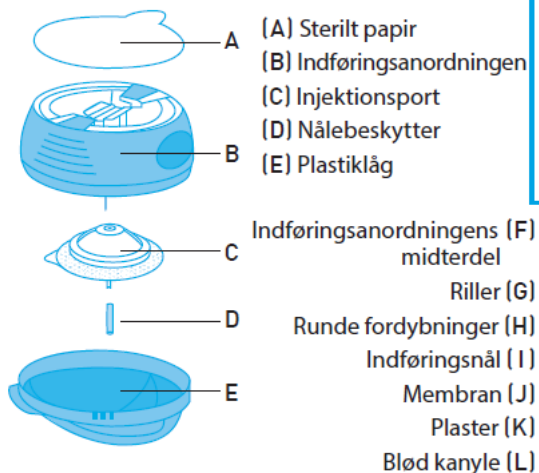 A
B
C
D
E
(A) Sterilt papir
(B) Indføringsanordningen
(C) Injektionsport
(D) Nålebeskytter
(E) Plastiklåg
Indføringsanordningens (F)
midterdel
Riller (G)
Runde fordybninger (H)
Indføringsnål (I)
Membran (J)
Plaster (K)
Blød kanyle (L)